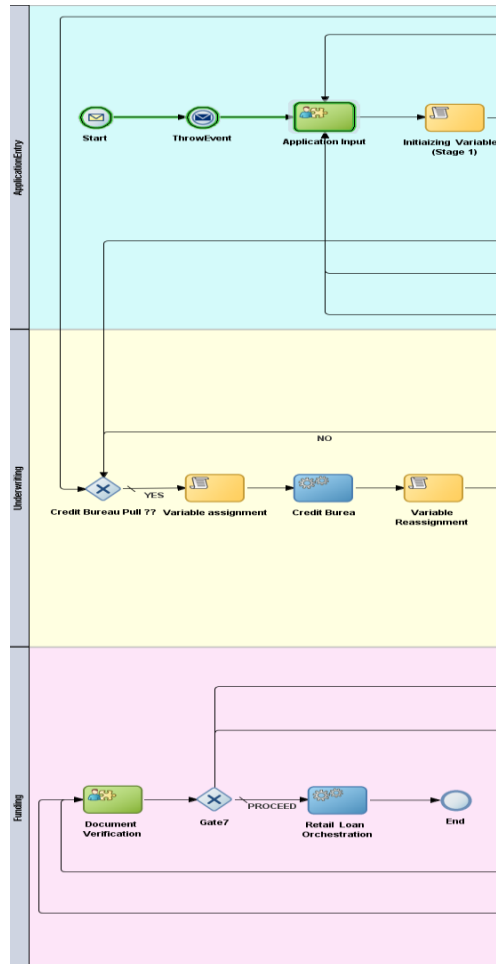 ApplicationEntry
Start
ThrowEvent
Application Input
Initiaizing Variable
(Stage 1)
Underwriting
NO
YES
Credit Bureau Pull ??
Variable assignment
Credit Burea
Variable
Reassignment
Funding
Document
Verification
Gate7
PROCEED
Retail Loan
Orchestration
End